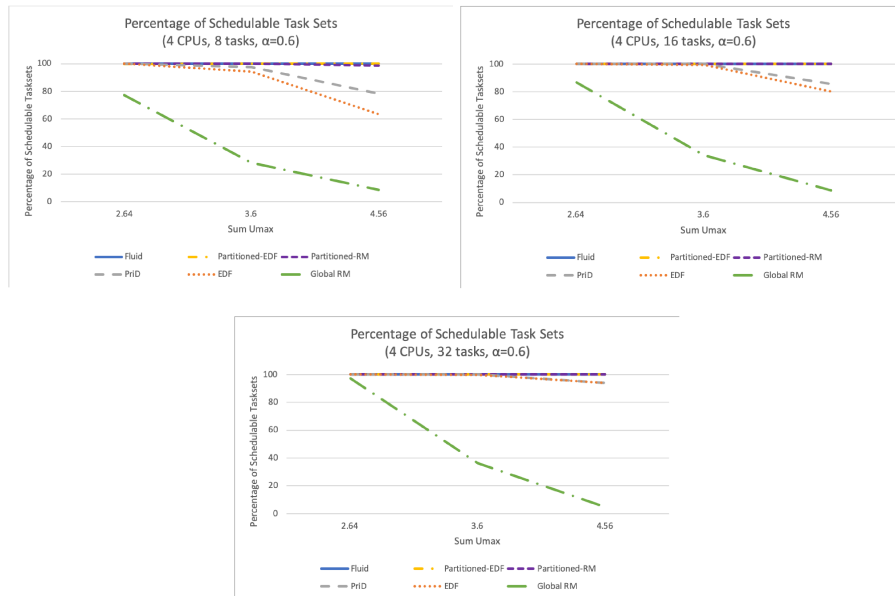 Percentage of Schedulable Task Sets
(4 CPUs, 8 tasks, α=0.6)
Percentage of Schedulable Tasksets
100
80
60
40
20
0
2.64
3.6
4.56
Sum Umax
Fluid
Partitioned-EDF
Partitioned-RM
PriD
EDF
Global RM
Percentage of Schedulable Task Sets
(4 CPUs, 16 tasks, α=0.6)
Percentage of Schedulable Tasksets
100
80
60
40
20
0
2.64
3.6
4.56
Sum Umax
Fluid
Partitioned-EDF
Partitioned-RM
PriD
EDF
Global RM
Percentage of Schedulable Task Sets
(4 CPUs, 32 tasks, α=0.6)
Percentage of Schedulable Tasksets
100
80
60
40
20
0
2.64
3.6
4.56
Sum Umax
Fluid
Partitioned-EDF
Partitioned-RM
PriD
EDF
Global RM